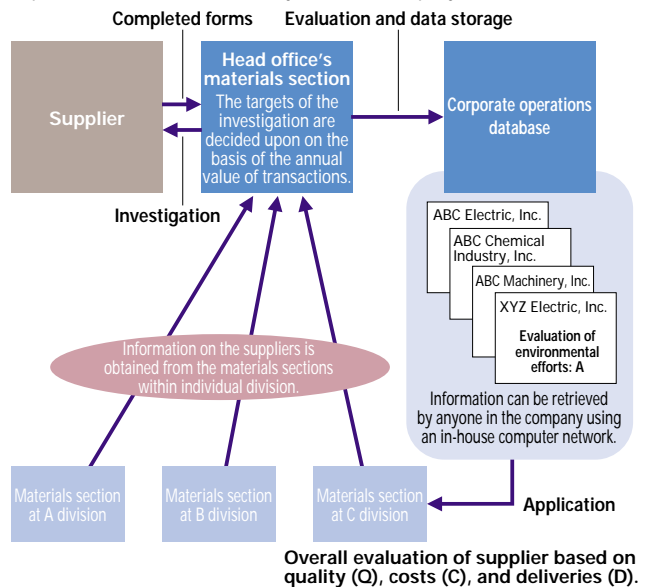 Completed forms
Evaluation and data storage
Supplier
Head office's
materials section
The targets of the
investigation are
decided upon on the
basis of the annual
value of transactions.
Corporate operations
database
Investigation
ABC Electric, Inc.
ABC Chemical
Industry, Inc.
ABC Machinery, Inc.
XYZ Electric, Inc.
Evaluation of
environmental
efforts: A
Information on the suppliers is
obtained from the materials sections
within individual division.
Information can be retrieved
by anyone in the company using
an in-house computer network.
Materials section
at A division
Materials section
at B division
Materials section
at C division
Application
Overall evaluation of supplier based on
quality (Q), costs (C), and deliveries (D).